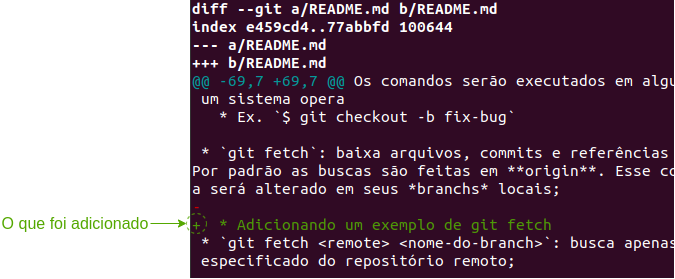 diff --git a/README.md b/README.md
index e459cd4..77abbfd 100644
--- a/README.md
+++ b/README.md
@@ -69,7 +69,7 @@ Os comandos serão executados em algu
um sistema opera
* Ex. `$ git checkout -b fix-bug`
* `git fetch`: baixa arquivos, commits e referências
Por padrão as buscas são feitas em **origin**. Esse co
a será alterado em seus *branchs* locais;
-
O que foi adicionado + * Adicionando um exemplo de git fetch
* `git fetch <remote> <nome-do-branch>`: busca apenas
especificado do repositório remoto;